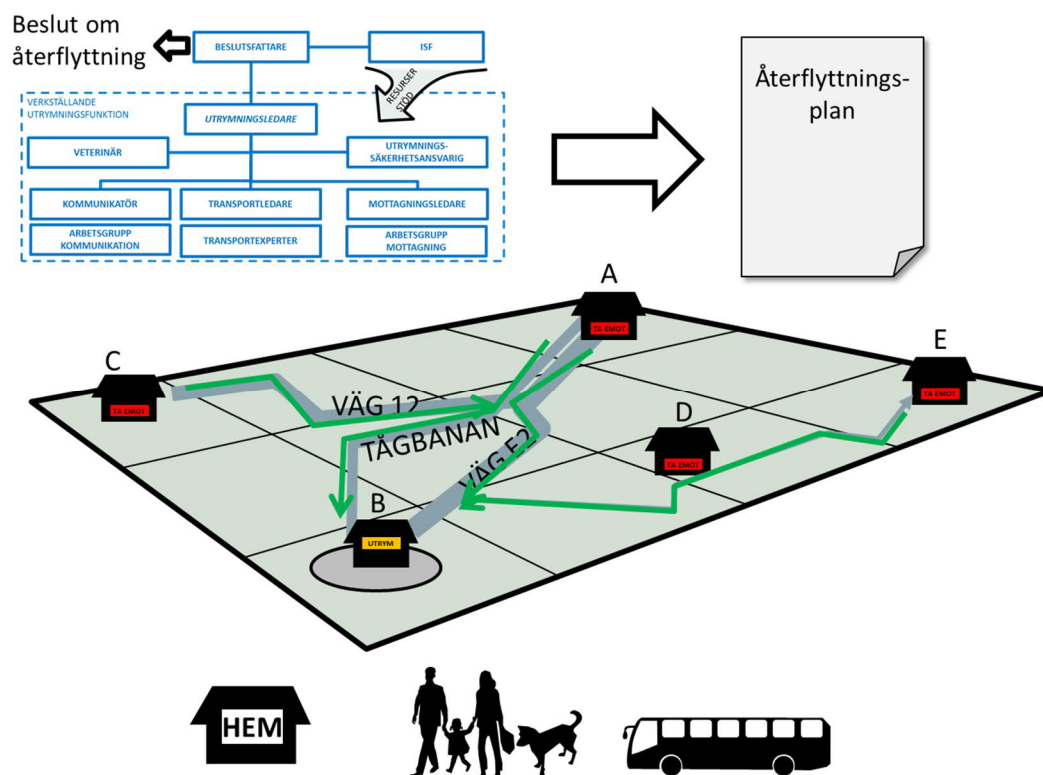 Beslut om
återflyttning
BESLUTSFATTARE
ISF
RESURSER
STÖD
VERKSTÄLLANDE
UTRYMNINGSFUNKTION
UTRYMNINGSLEDARE
VETERINÄR
UTRYMNINGS-
SÄKERHETSANSVARIG
KOMMUNIKATÖR
TRANSPORTLEDARE
MOTTAGNINGSLEDARE
ARBETSGRUPP
KOMMUNIKATION
TRANSPORTEXPERTER
ARBETSGRUPP
MOTTAGNING
Återflyttnings-
plan
A
TA EMOT
C
TA EMOT
E
TA EMOT
VÄG 12
TÅGBANAN
VÄG E2
D
TA EMOT
B
UTRYM
HEM